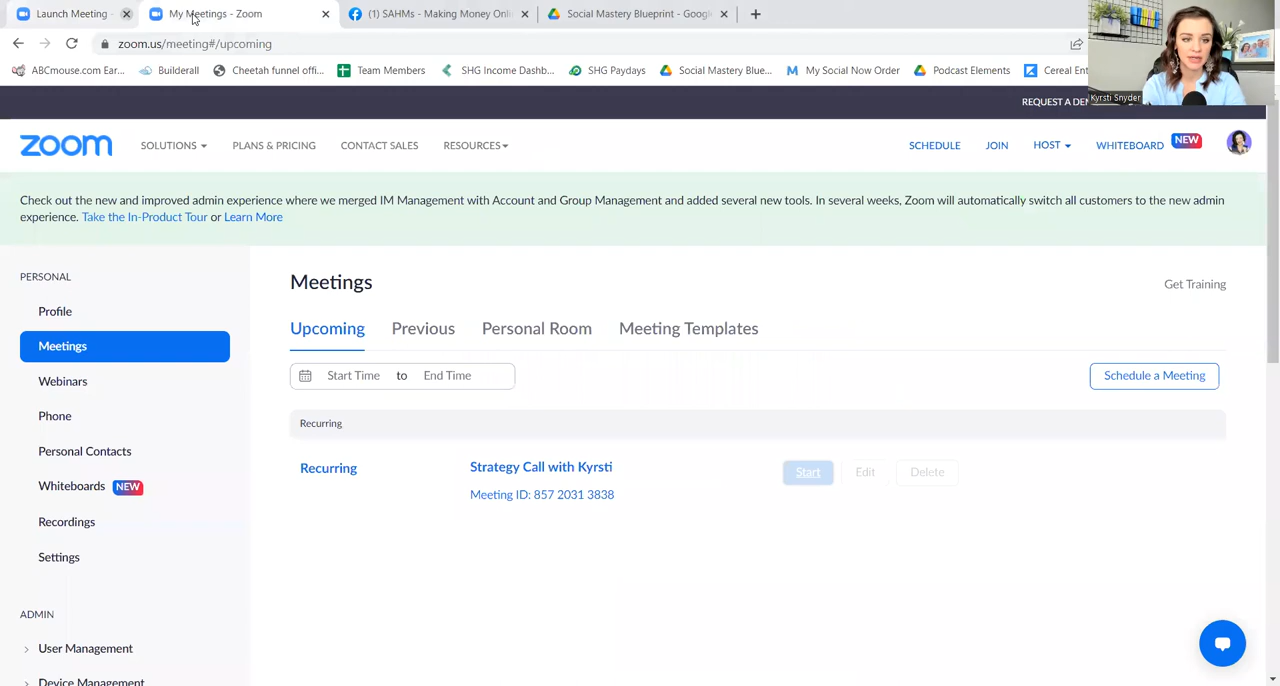 Launch Meeting -
My Meetings - Zoom
(1) SAHMs - Making Money Onli
Social Mastery Blueprint - Google
zoom.us/meeting#/upcoming
ABCmouse.com Ear...
Builderall
Cheetah funnel offi...
Team Members
SHG Income Dashb...
SHG Paydays
Social Mastery Blue...
My Social Now Order
Podcast Elements
Cereal Ent
Kyrsti Snyder
REQUEST A DE
zoom
SOLUTIONS
PLANS & PRICING
CONTACT SALES
RESOURCES
SCHEDULE
JOIN
HOST
WHITEBOARD
NEW
Check out the new and improved admin experience where we merged IM Management with Account and Group Management and added several new tools. In several weeks, Zoom will automatically switch all customers to the new admin
experience. Take the In-Product Tour or Learn More
PERSONAL
Profile
Meetings
Webinars
Phone
Personal Contacts
Whiteboards NEW
Recordings
Settings
ADMIN
User Management
Device Management
Meetings
Get Training
Upcoming
Previous
Personal Room
Meeting Templates
Start Time to End Time
Schedule a Meeting
Recurring
Recurring
Strategy Call with Kyrsti
Meeting ID: 857 2031 3838
Start
Edit
Delete